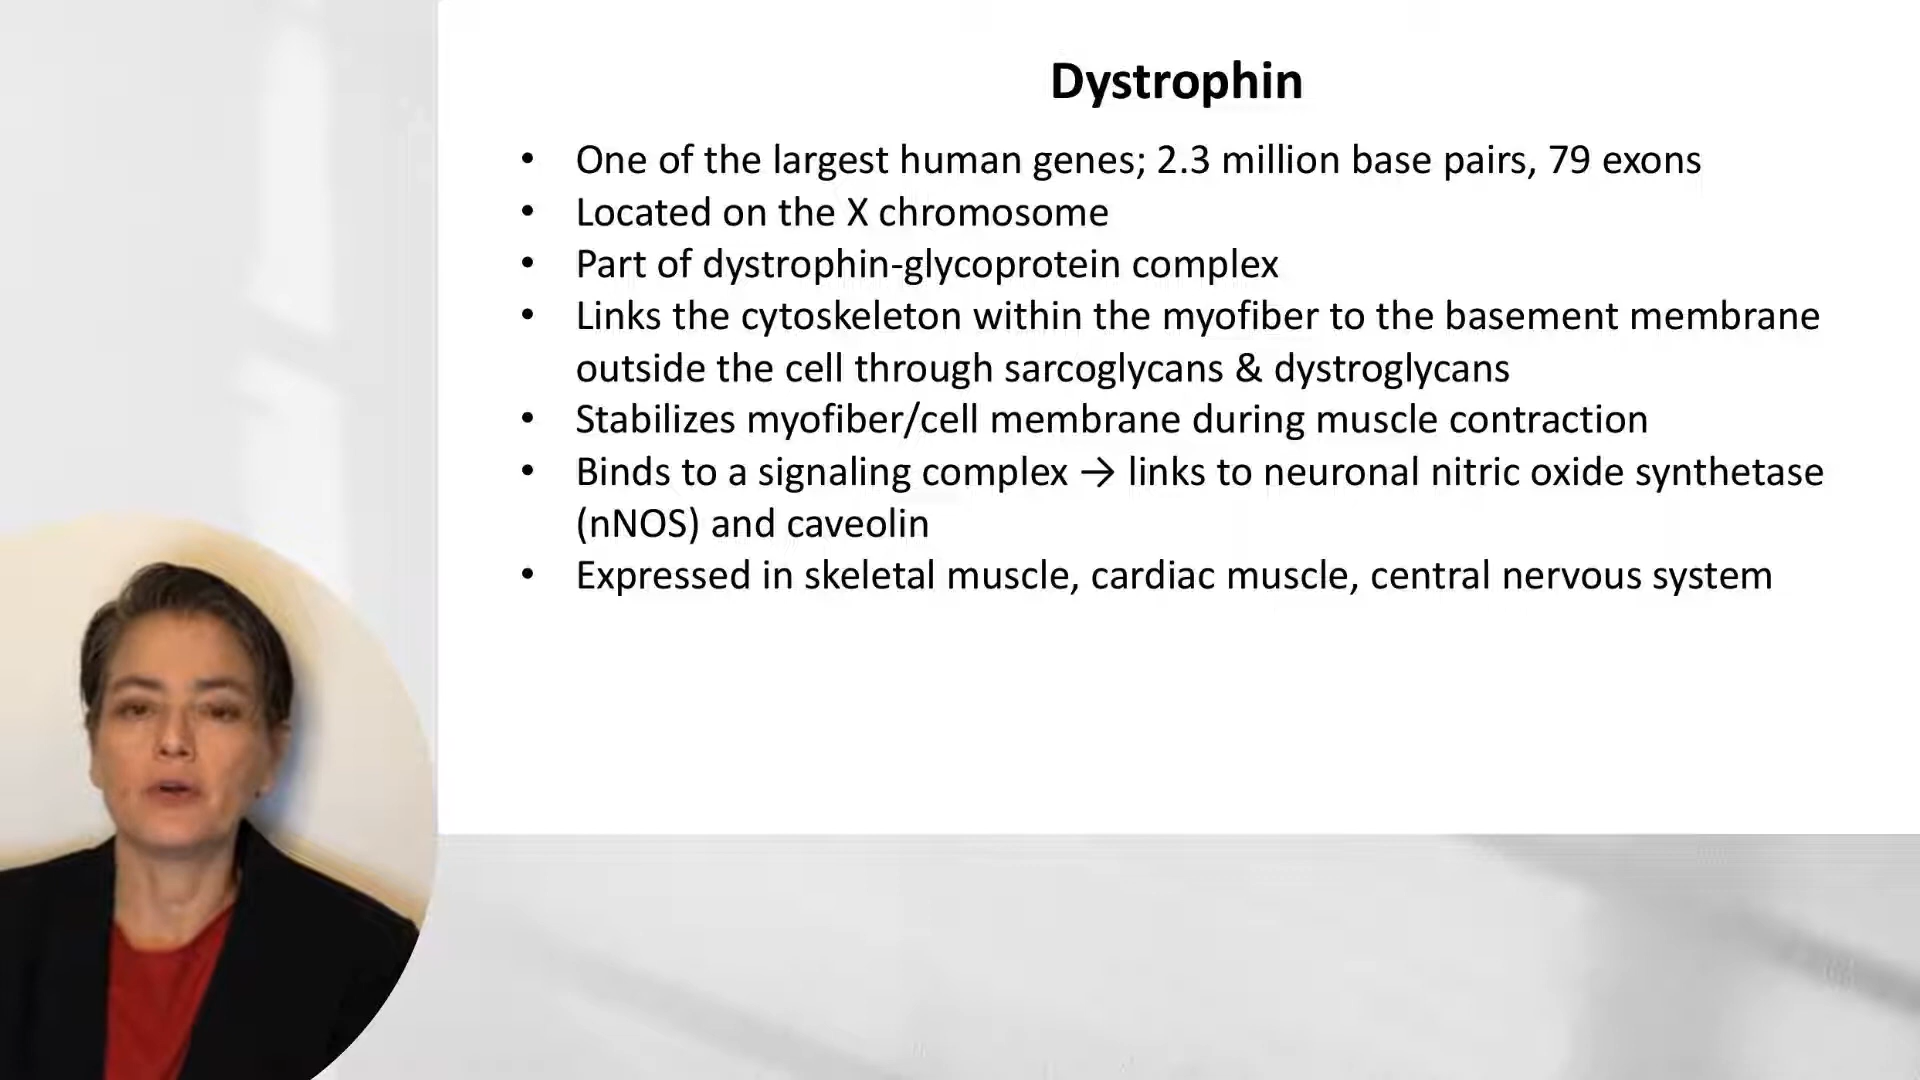 Dystrophin
• One of the largest human genes; 2.3 million base pairs, 79 exons
• Located on the X chromosome
• Part of dystrophin-glycoprotein complex
• Links the cytoskeleton within the myofiber to the basement membrane
outside the cell through sarcoglycans & dystroglycans
• Stabilizes myofiber/cell membrane during muscle contraction
• Binds to a signaling complex → links to neuronal nitric oxide synthetase
(nNOS) and caveolin
• Expressed in skeletal muscle, cardiac muscle, central nervous system